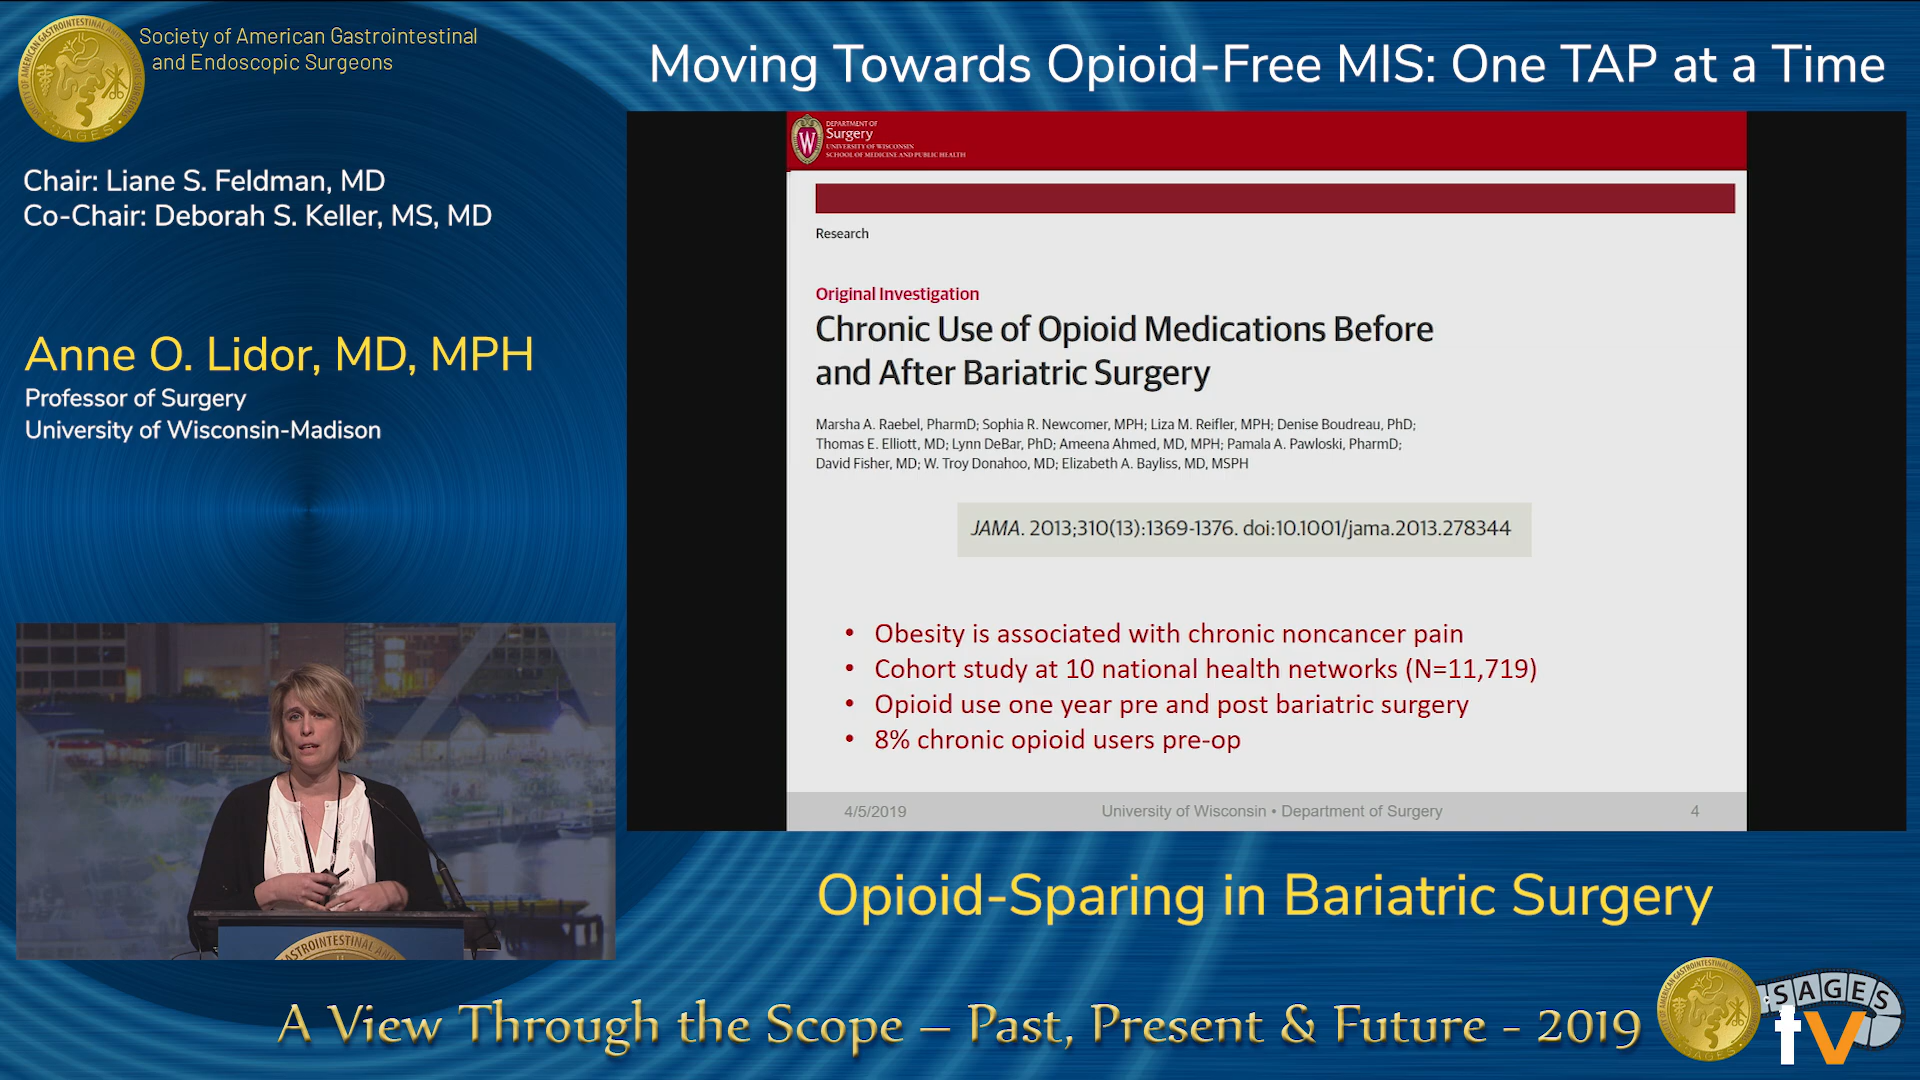 Society of American Gastrointestinal
and Endoscopic Surgeons
Moving Towards Opioid-Free MIS: One TAP at a Time
Chair: Liane S. Feldman, MD
Co-Chair: Deborah S. Keller, MS, MD
Anne O. Lidor, MD, MPH
Professor of Surgery
University of Wisconsin-Madison
W
DEPARTMENT OF
Surgery
UNIVERSITY OF WISCONSIN
SCHOOL OF MEDICINE AND PUBLIC HEALTH
Research
Original Investigation
Chronic Use of Opioid Medications Before
and After Bariatric Surgery
Marsha A. Raebel, PharmD; Sophia R. Newcomer, MPH; Liza M. Reifler, MPH; Denise Boudreau, PhD;
Thomas E. Elliott, MD; Lynn DeBar, PhD; Ameena Ahmed, MD, MPH; Pamala A. Pawloski, PharmD;
David Fisher, MD; W. Troy Donahoo, MD; Elizabeth A. Bayliss, MD, MSPH
JAMA. 2013;310(13):1369-1376. doi:10.1001/jama.2013.278344
• Obesity is associated with chronic noncancer pain
• Cohort study at 10 national health networks (N=11,719)
• Opioid use one year pre and post bariatric surgery
• 8% chronic opioid users pre-op
4/5/2019
University of Wisconsin • Department of Surgery
4
Opioid-Sparing in Bariatric Surgery
A View Through the Scope – Past, Present & Future - 2019
SAGES
tv